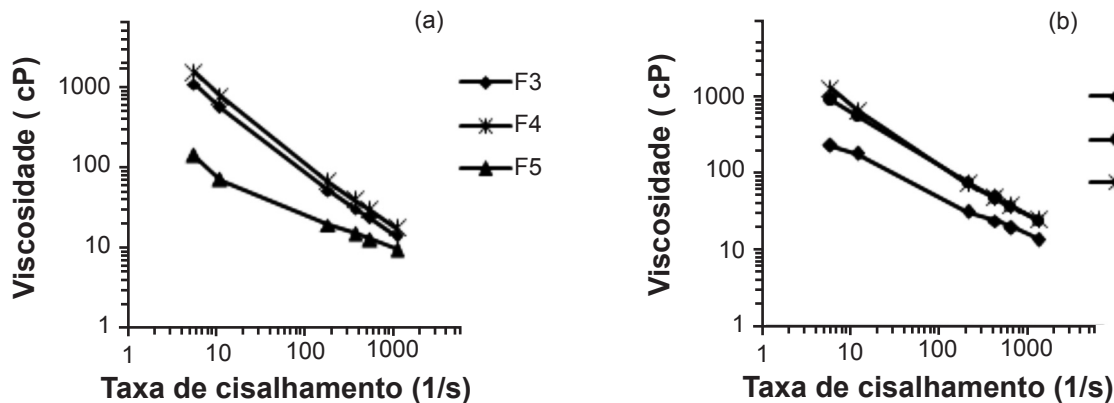 (a)
Viscosidade ( cP)
1000
100
10
1
1 10 100 1000
Taxa de cisalhamento (1/s)
F3
F4
F5
(b)
Viscosidade ( cP)
1000
100
10
1
1 10 100 1000
Taxa de cisalhamento (1/s)